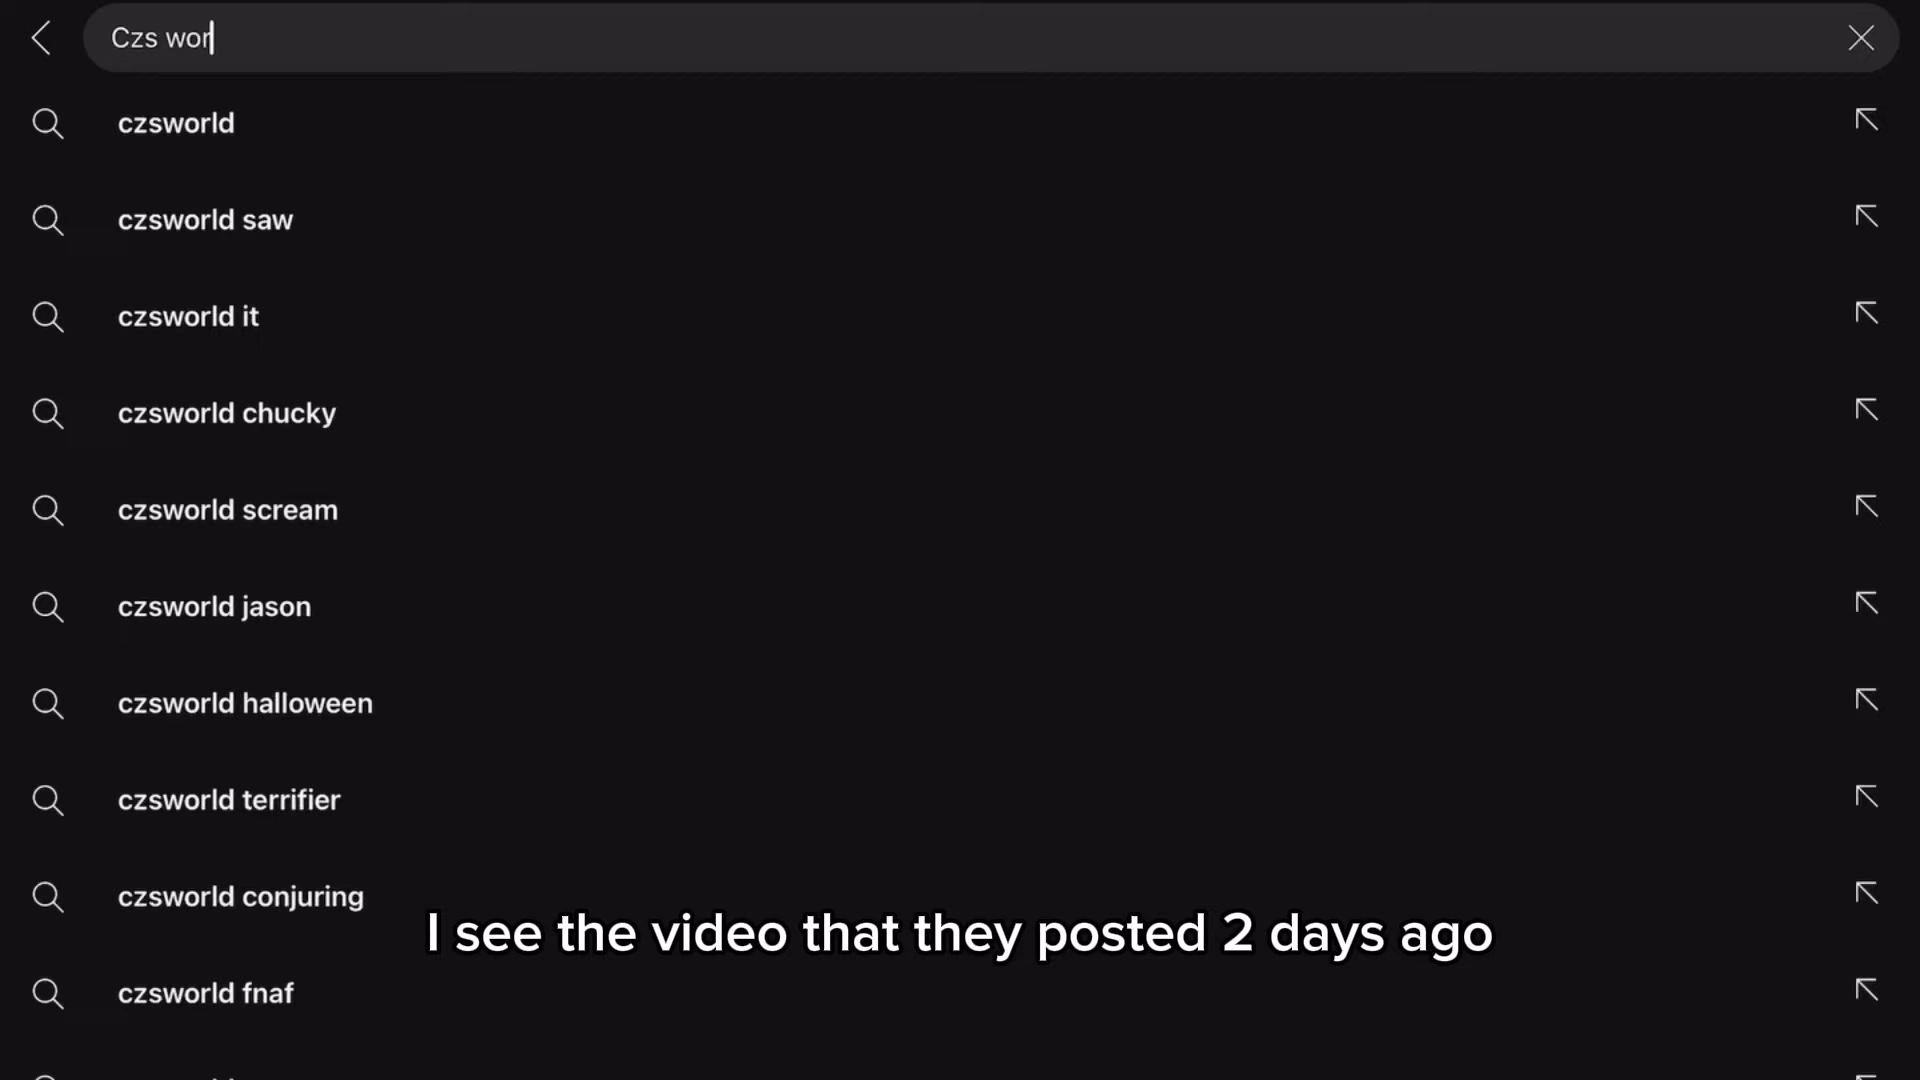 Czs wor
czsworld
czsworld saw
czsworld it
czsworld chucky
czsworld scream
czsworld jason
czsworld halloween
czsworld terrifier
czsworld conjuring
I see the video that they posted 2 days ago
czsworld fnaf